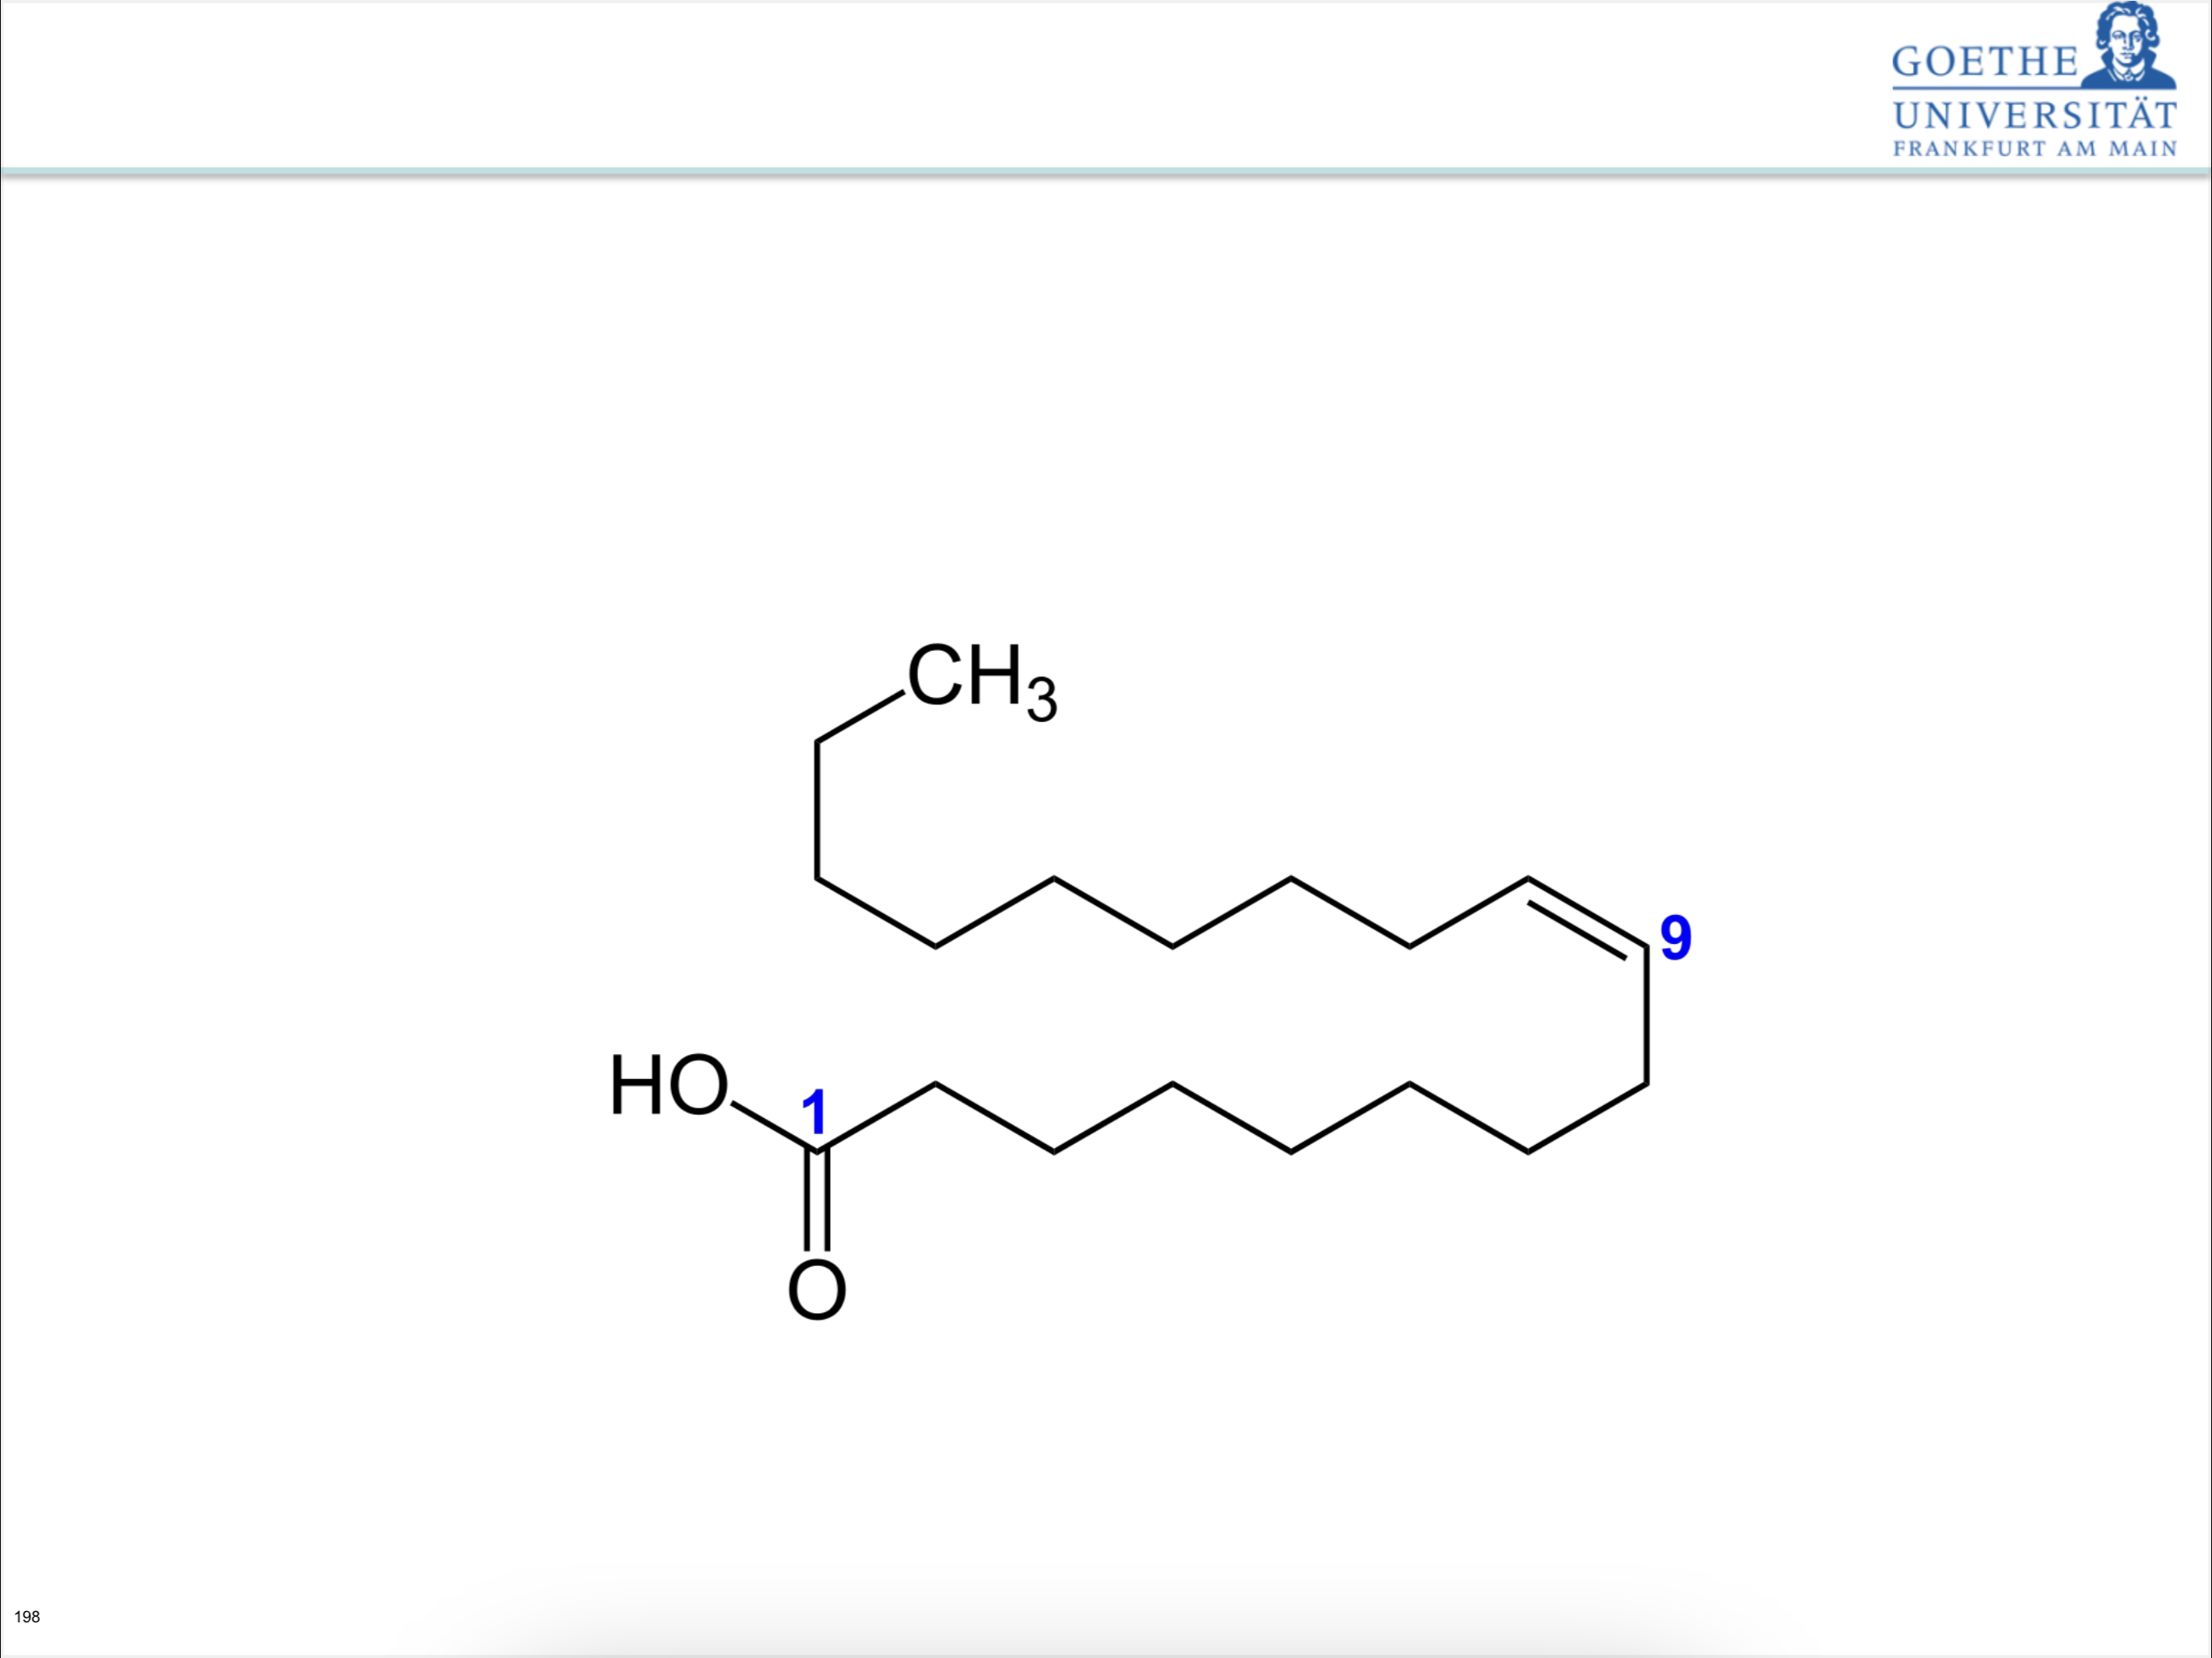 GOETHE
UNIVERSITÄT
FRANKFURT AM MAIN
CH3
9
HO
1
O
198